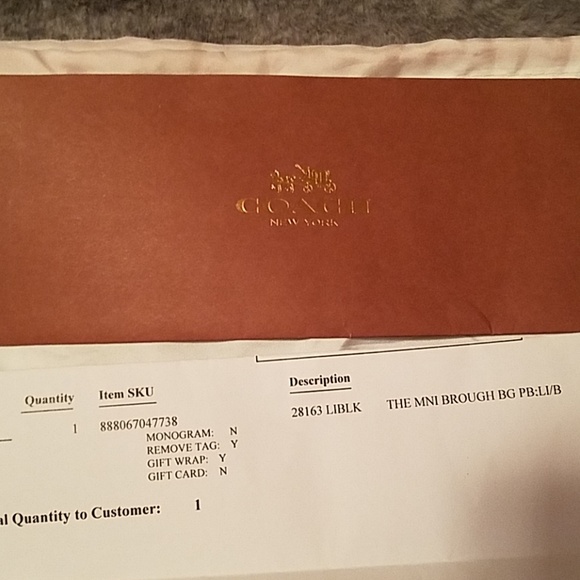 COACH
NEW YORK
Quantity Item SKU Description
1 888067047738 28163 LIBLK THE MNI BROUGH BG PB:LI/B
MONOGRAM: N
REMOVE TAG: Y
GIFT WRAP: Y
GIFT CARD: N
al Quantity to Customer: 1